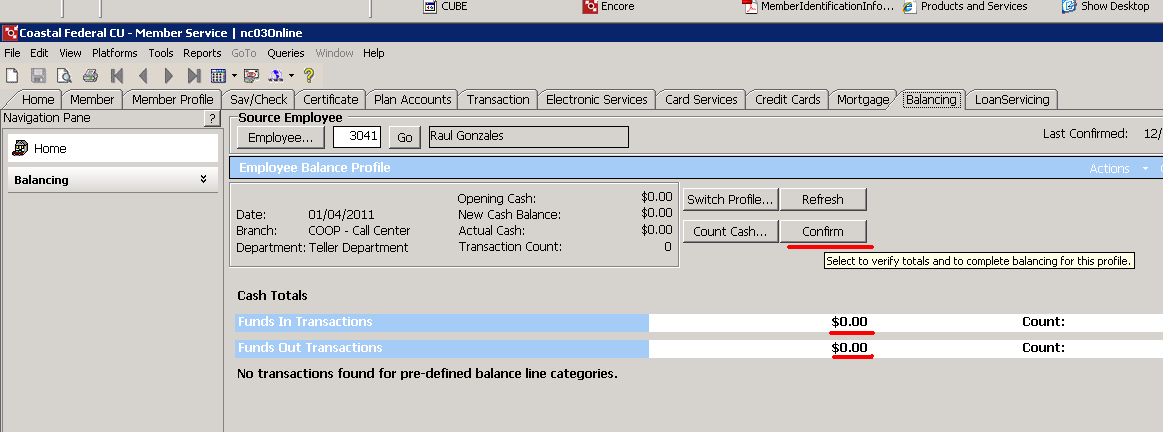 CUBE Encore MemberIdentificationInfo... Products and Services Show Desktop
Coastal Federal CU - Member Service | nc03Online
File Edit View Platforms Tools Reports GoTo Queries Window Help
Home Member Member Profile Sav/Check Certificate Plan Accounts Transaction Electronic Services Card Services Credit Cards Mortgage Balancing LoanServicing
Navigation Pane ?
Source Employee
Employee... 3041 Go Raul Gonzales Last Confirmed: 12/
Home
Employee Balance Profile Actions
Balancing
Opening Cash: $0.00 Switch Profile... Refresh
Date: 01/04/2011 New Cash Balance: $0.00
Branch: COOP - Call Center Actual Cash: $0.00 Count Cash... Confirm
Department: Teller Department Transaction Count: 0
Select to verify totals and to complete balancing for this profile.
Cash Totals
Funds In Transactions $0.00 Count:
Funds Out Transactions $0.00 Count:
No transactions found for pre-defined balance line categories.